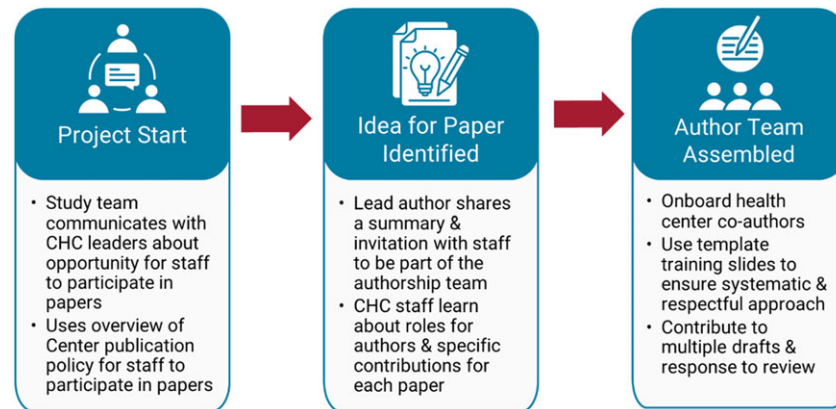 Project Start
• Study team
communicates with
CHC leaders about
opportunity for staff
to participate in
papers
• Uses overview of
Center publication
policy for staff to
participate in papers
Idea for Paper
Identified
• Lead author shares
a summary &
invitation with staff
to be part of the
authorship team
• CHC staff learn
about roles for
authors & specific
contributions for
each paper
Author Team
Assembled
• Onboard health
center co-authors
• Use template
training slides to
ensure systematic &
respectful approach
• Contribute to
multiple drafts &
response to review